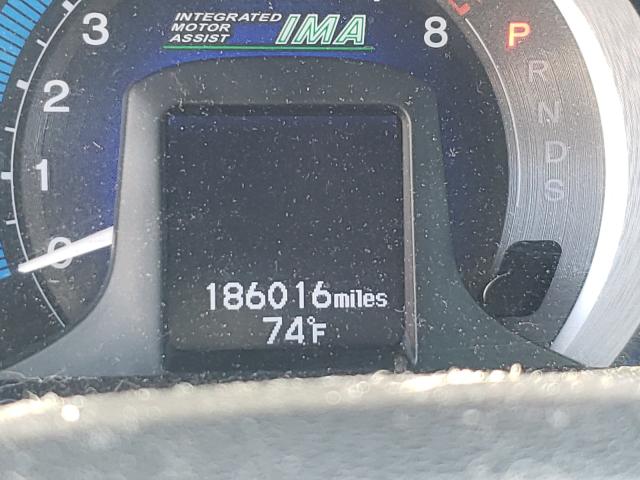 3
INTEGRATED
MOTOR
ASSIST
IMA
8
P
R
N
D
S
2
1
0
186016miles
74°F